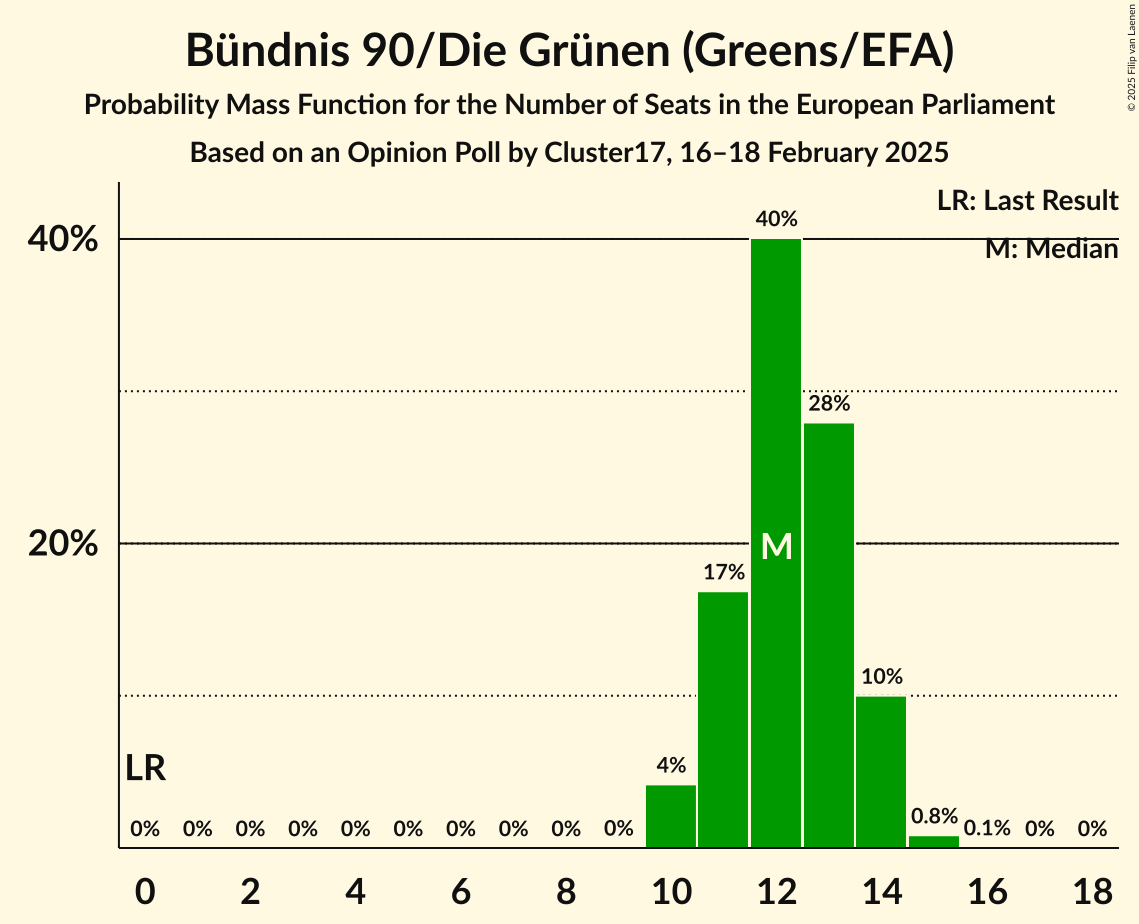 Bündnis 90/Die Grünen (Greens/EFA)
Probability Mass Function for the Number of Seats in the European Parliament
Based on an Opinion Poll by Cluster17, 16–18 February 2025
© 2025 Filip van Laenen
LR: Last Result
M: Median
40%
20%
40%
28%
M
17%
10%
LR
4%
0% 0% 0% 0% 0% 0% 0% 0% 0% 0% 0.8% 0.1% 0% 0%
0 2 4 6 8 10 12 14 16 18